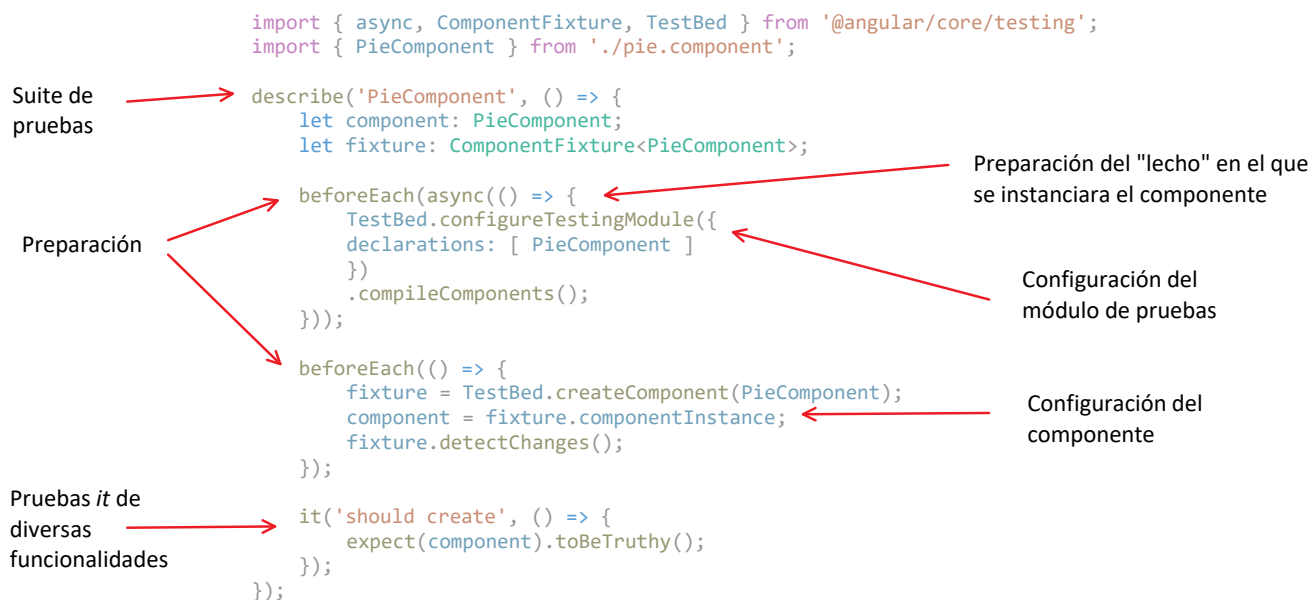 import { async, ComponentFixture, TestBed } from '@angular/core/testing';
import { PieComponent } from './pie.component';
Suite de
pruebas
describe('PieComponent', () => {
let component: PieComponent;
let fixture: ComponentFixture<PieComponent>;
Preparación del "lecho" en el que
se instanciara el componente
beforeEach(async(() => {
TestBed.configureTestingModule({
declarations: [ PieComponent ]
})
.compileComponents();
}));
Preparación
Configuración del
módulo de pruebas
beforeEach(() => {
fixture = TestBed.createComponent(PieComponent);
component = fixture.componentInstance;
fixture.detectChanges();
});
Configuración del
componente
Pruebas it de
diversas
funcionalidades
it('should create', () => {
expect(component).toBeTruthy();
});
});